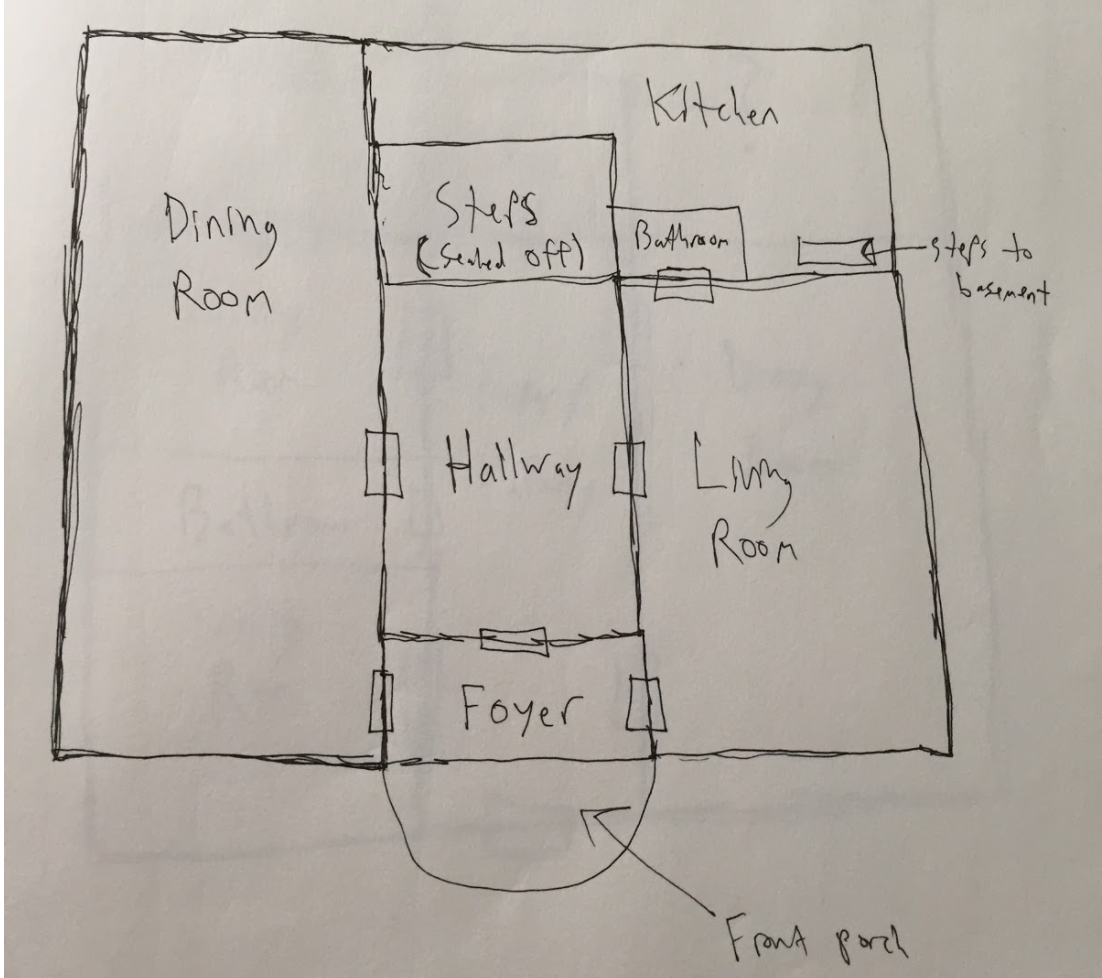 Kitchen
Dining
Room
Steps
(sealed off)
Bathroom
steps to
basement
Hallway
Living
Room
Foyer
Front porch